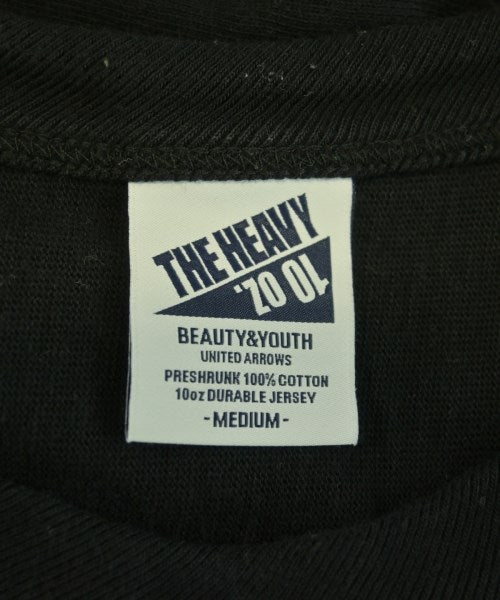 THE HEAVY
10 OZ.
BEAUTY&YOUTH
UNITED ARROWS
PRESHRUNK 100% COTTON
10oz DURABLE JERSEY
-MEDIUM-